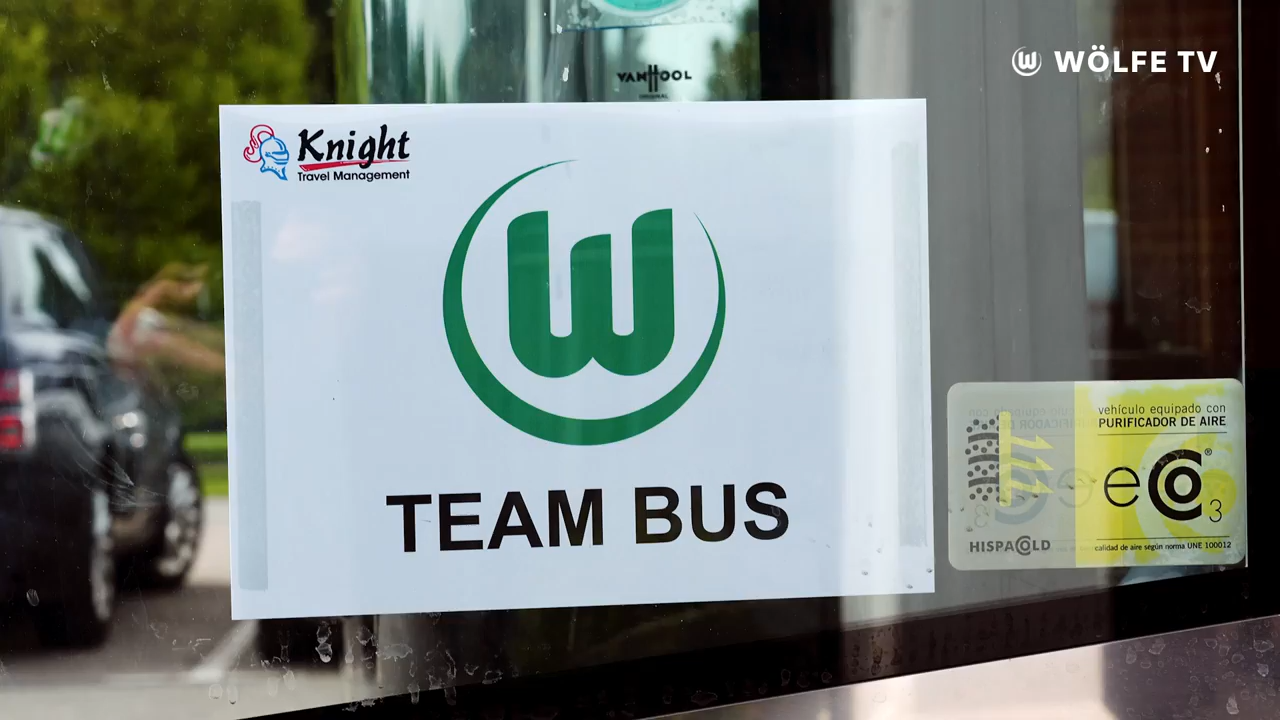 WÖLFE TV
VANHOOL
ORIGINAL
Knight
Travel Management
W
TEAM BUS
vehículo equipado con
PURIFICADOR DE AIRE
eco3®
HISPACOLD
calidad de aire según norma UNE 100012